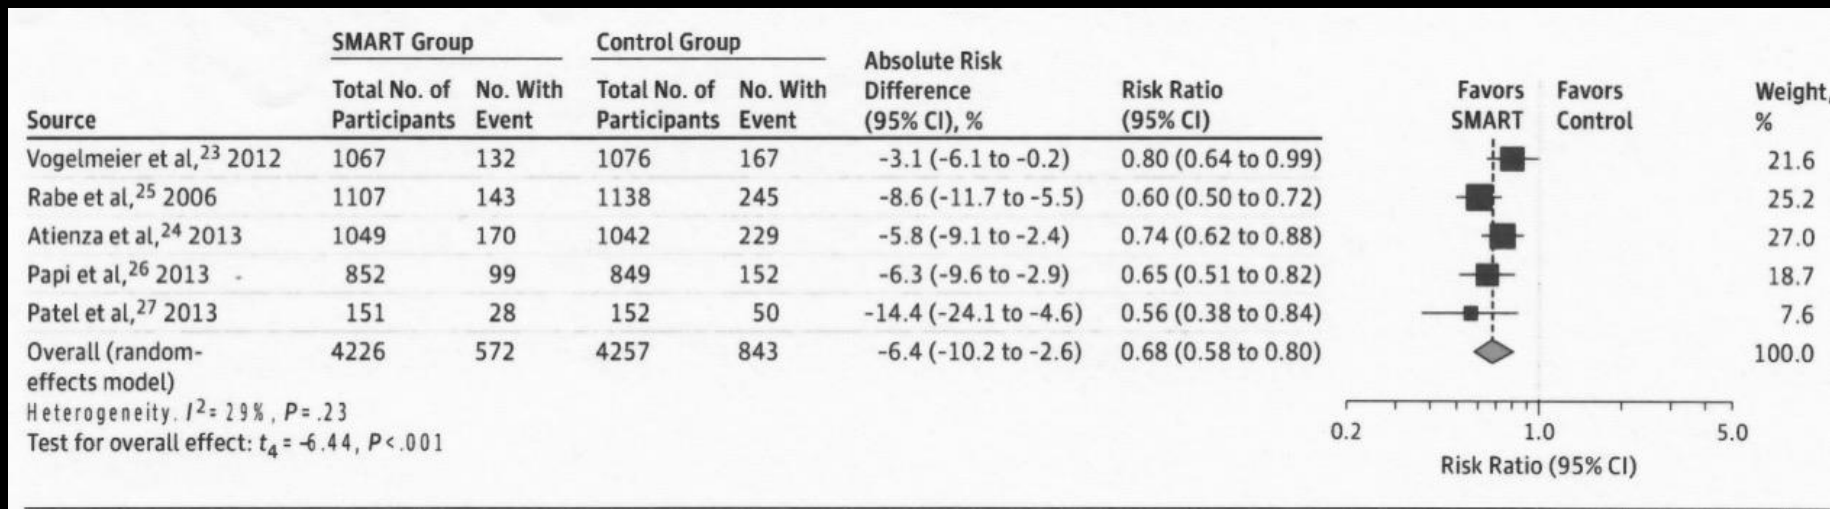 SMART Group Control Group
Absolute Risk
Total No. of No. With Total No. of No. With Difference Risk Ratio Favors Favors Weight,
Source Participants Event Participants Event (95% CI), % (95% CI) SMART Control %
Vogelmeier et al,23 2012 1067 132 1076 167 -3.1 (-6.1 to -0.2) 0.80 (0.64 to 0.99) 21.6
Rabe et al,25 2006 1107 143 1138 245 -8.6 (-11.7 to -5.5) 0.60 (0.50 to 0.72) 25.2
Atienza et al,24 2013 1049 170 1042 229 -5.8 (-9.1 to -2.4) 0.74 (0.62 to 0.88) 27.0
Papi et al,26 2013 852 99 849 152 -6.3 (-9.6 to -2.9) 0.65 (0.51 to 0.82) 18.7
Patel et al,27 2013 151 28 152 50 -14.4 (-24.1 to -4.6) 0.56 (0.38 to 0.84) 7.6
Overall (random- 4226 572 4257 843 -6.4 (-10.2 to -2.6) 0.68 (0.58 to 0.80) 100.0
effects model)
Heterogeneity. I2= 29%, P= .23
Test for overall effect: t4 = -6.44, P<.001
0.2 1.0 5.0
Risk Ratio (95% CI)